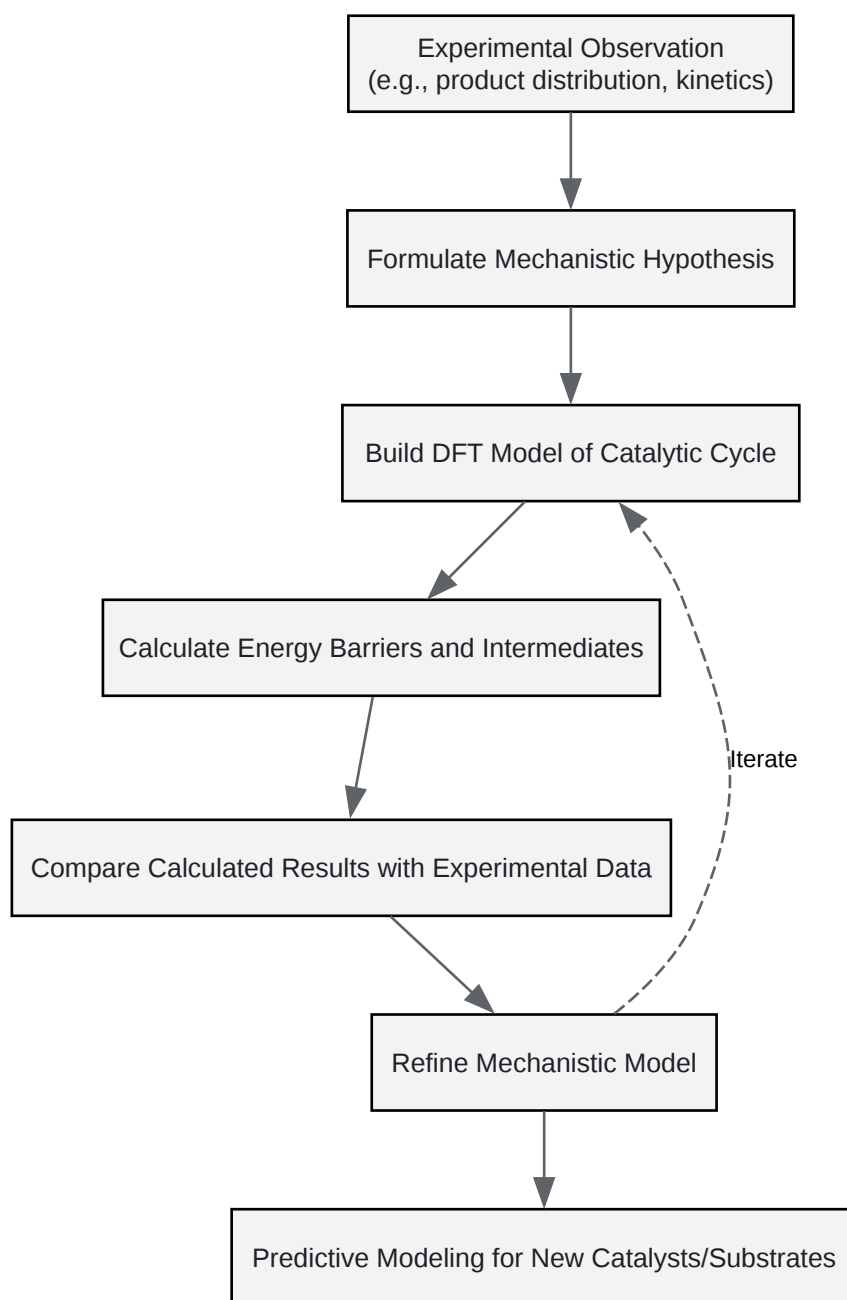 Experimental Observation
(e.g., product distribution, kinetics)
Formulate Mechanistic Hypothesis
Build DFT Model of Catalytic Cycle
Calculate Energy Barriers and Intermediates
Iterate
Compare Calculated Results with Experimental Data
Refine Mechanistic Model
Predictive Modeling for New Catalysts/Substrates